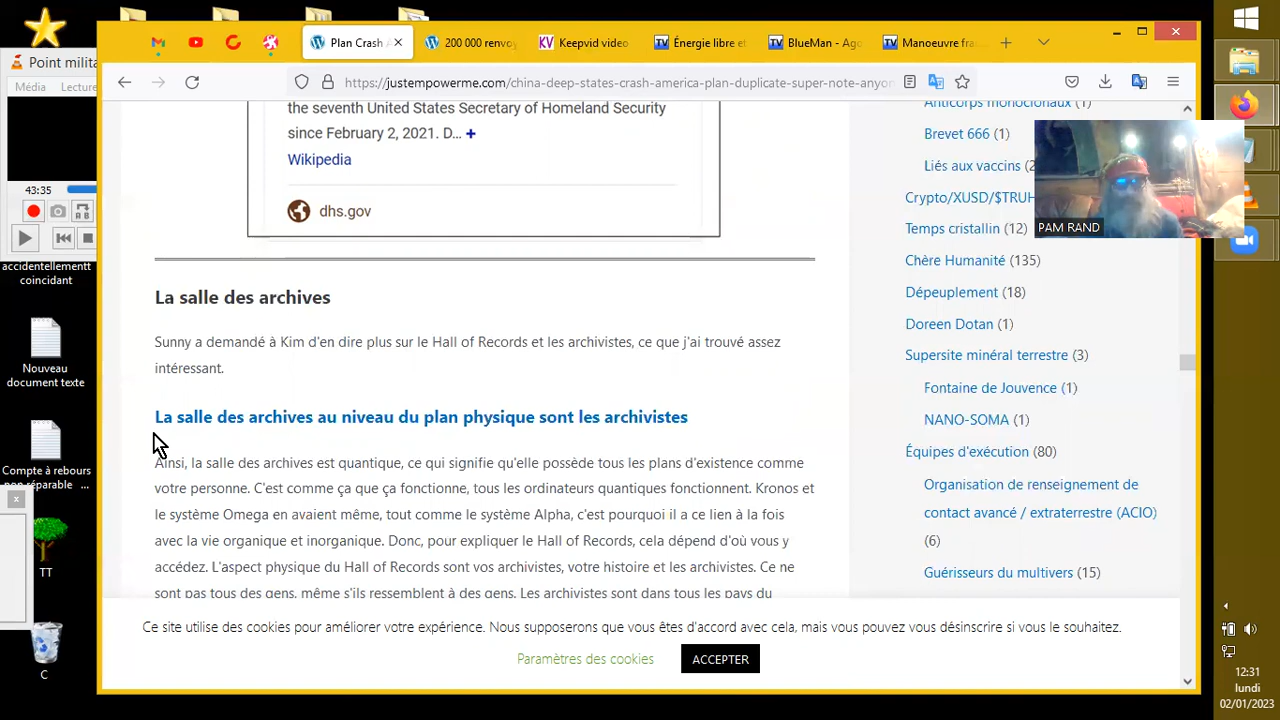 Point milita
Média Lecture
43:35
accidentellementt
coincidant
Nouveau
document texte
Compte à rebours
non réparable ...
TT
C
Plan Crash A
200 000 renvoy
Keepvid video
Énergie libre et
BlueMan - Ago
Manoeuvre fra
https://justempowerme.com/china-deep-states-crash-america-plan-duplicate-super-note-anyon
the seventh United States Secretary of Homeland Security
since February 2, 2021. D... +
Wikipedia
dhs.gov
La salle des archives
Sunny a demandé à Kim d'en dire plus sur le Hall of Records et les archivistes, ce que j'ai trouvé assez
intéressant.
La salle des archives au niveau du plan physique sont les archivistes
Ainsi, la salle des archives est quantique, ce qui signifie qu'elle possède tous les plans d'existence comme
votre personne. C'est comme ça que ça fonctionne, tous les ordinateurs quantiques fonctionnent. Kronos et
le système Omega en avaient même, tout comme le système Alpha, c'est pourquoi il a ce lien à la fois
avec la vie organique et inorganique. Donc, pour expliquer le Hall of Records, cela dépend d'où vous y
accédez. L'aspect physique du Hall of Records sont vos archivistes, votre histoire et les archivistes. Ce ne
sont pas tous des gens, même s'ils ressemblent à des gens. Les archivistes sont dans tous les pays du
Anticorps monoclonaux (1)
Brevet 666 (1)
Liés aux vaccins (2
Crypto/XUSD/$TRUH
Temps cristallin (12)
Chère Humanité (135)
Dépeuplement (18)
Doreen Dotan (1)
Supersite minéral terrestre (3)
Fontaine de Jouvence (1)
NANO-SOMA (1)
Équipes d'exécution (80)
Organisation de renseignement de
contact avancé / extraterrestre (ACIO)
(6)
Guérisseurs du multivers (15)
PAM RAND
Ce site utilise des cookies pour améliorer votre expérience. Nous supposerons que vous êtes d'accord avec cela, mais vous pouvez vous désinscrire si vous le souhaitez.
Paramètres des cookies
ACCEPTER
12:31
lundi
02/01/2023